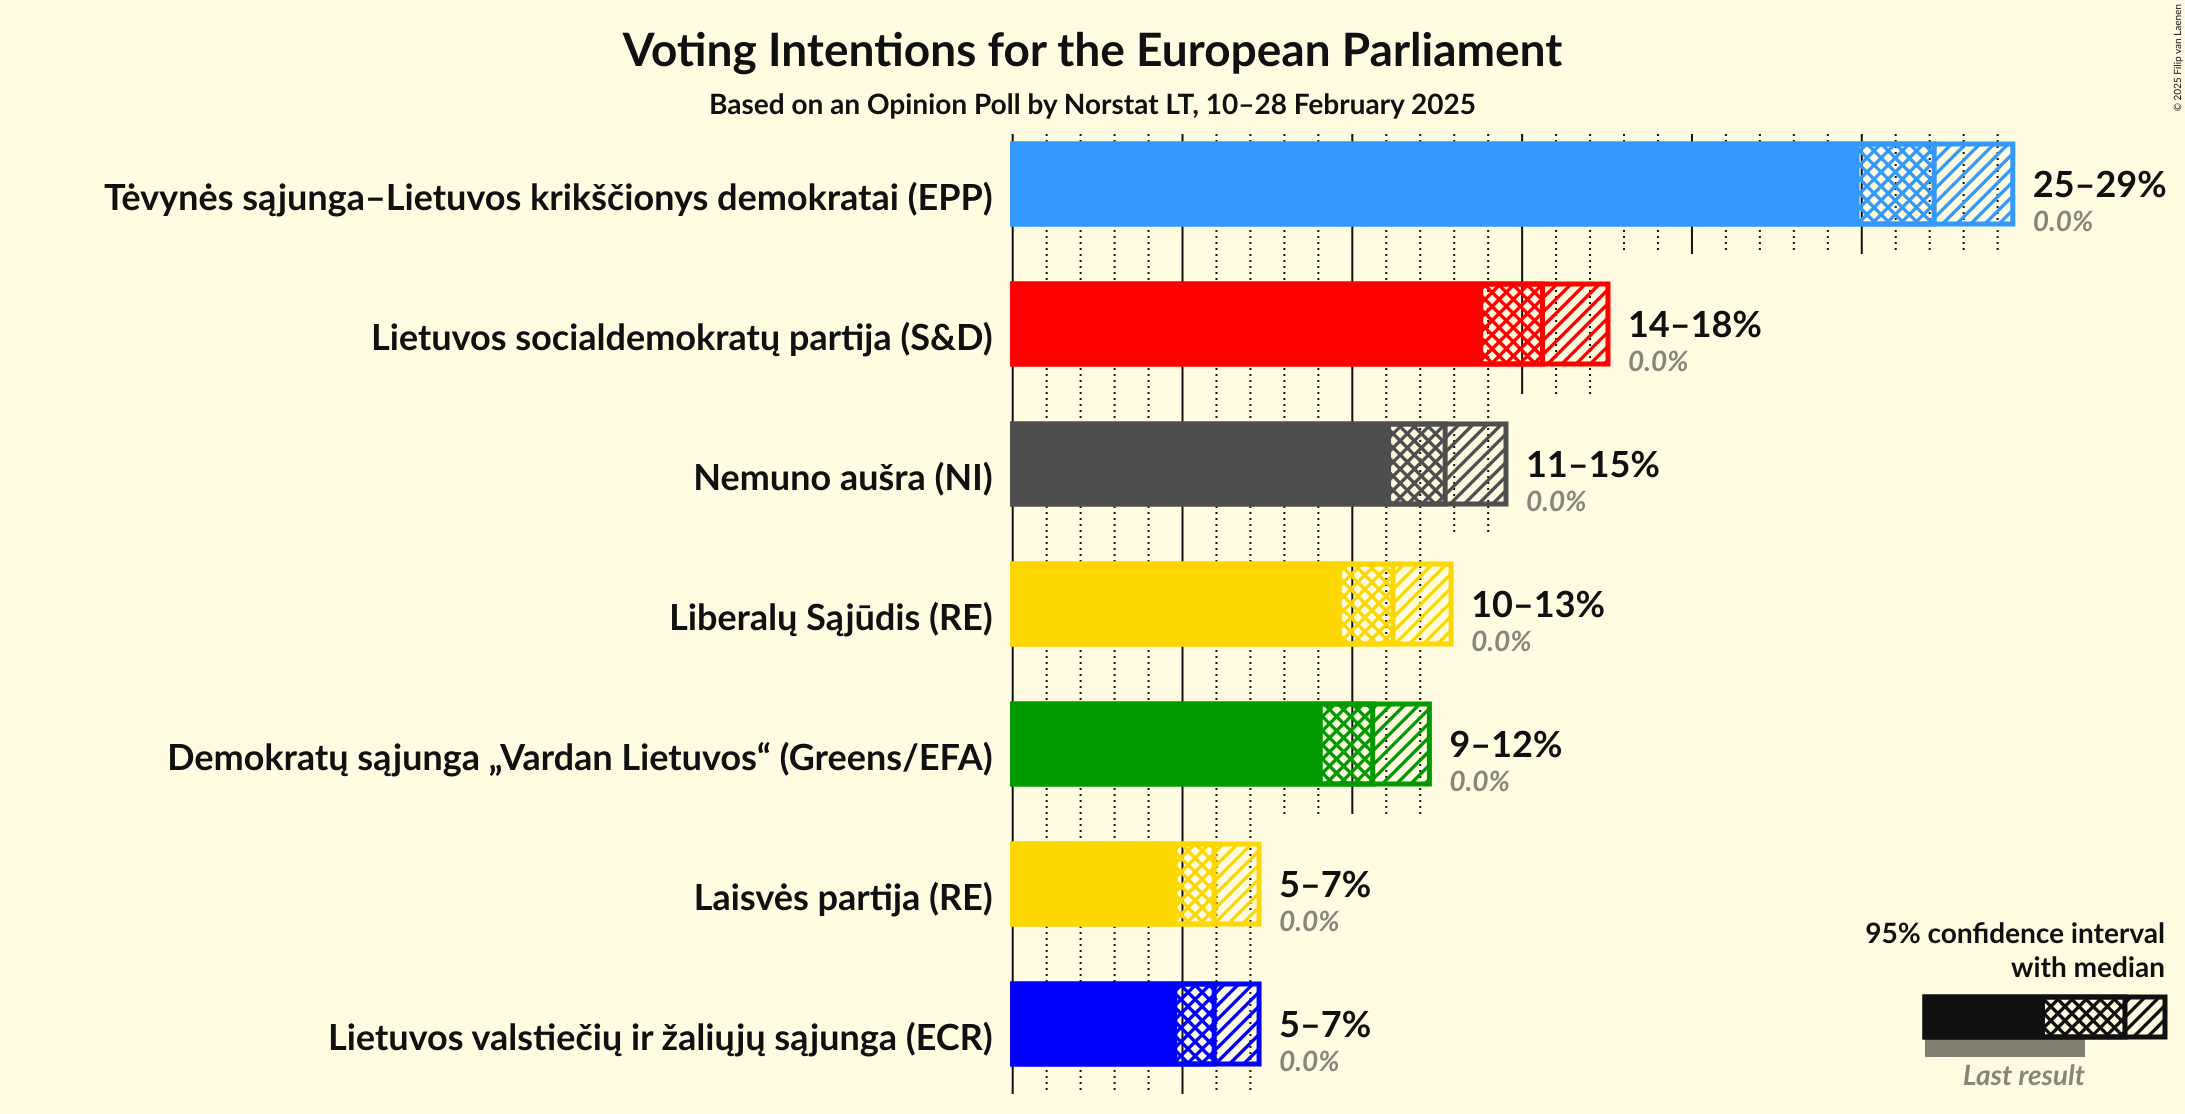 Voting Intentions for the European Parliament
Based on an Opinion Poll by Norstat LT, 10–28 February 2025
© 2025 Filip van Laenen
Tėvynės sąjunga–Lietuvos krikščionys demokratai (EPP)
25–29%
0.0%
Lietuvos socialdemokratų partija (S&D)
14–18%
0.0%
Nemuno aušra (NI)
11–15%
0.0%
Liberalų Sąjūdis (RE)
10–13%
0.0%
Demokratų sąjunga „Vardan Lietuvos“ (Greens/EFA)
9–12%
0.0%
Laisvės partija (RE)
5–7%
0.0%
Lietuvos valstiečių ir žaliųjų sąjunga (ECR)
5–7%
0.0%
95% confidence interval
with median
Last result